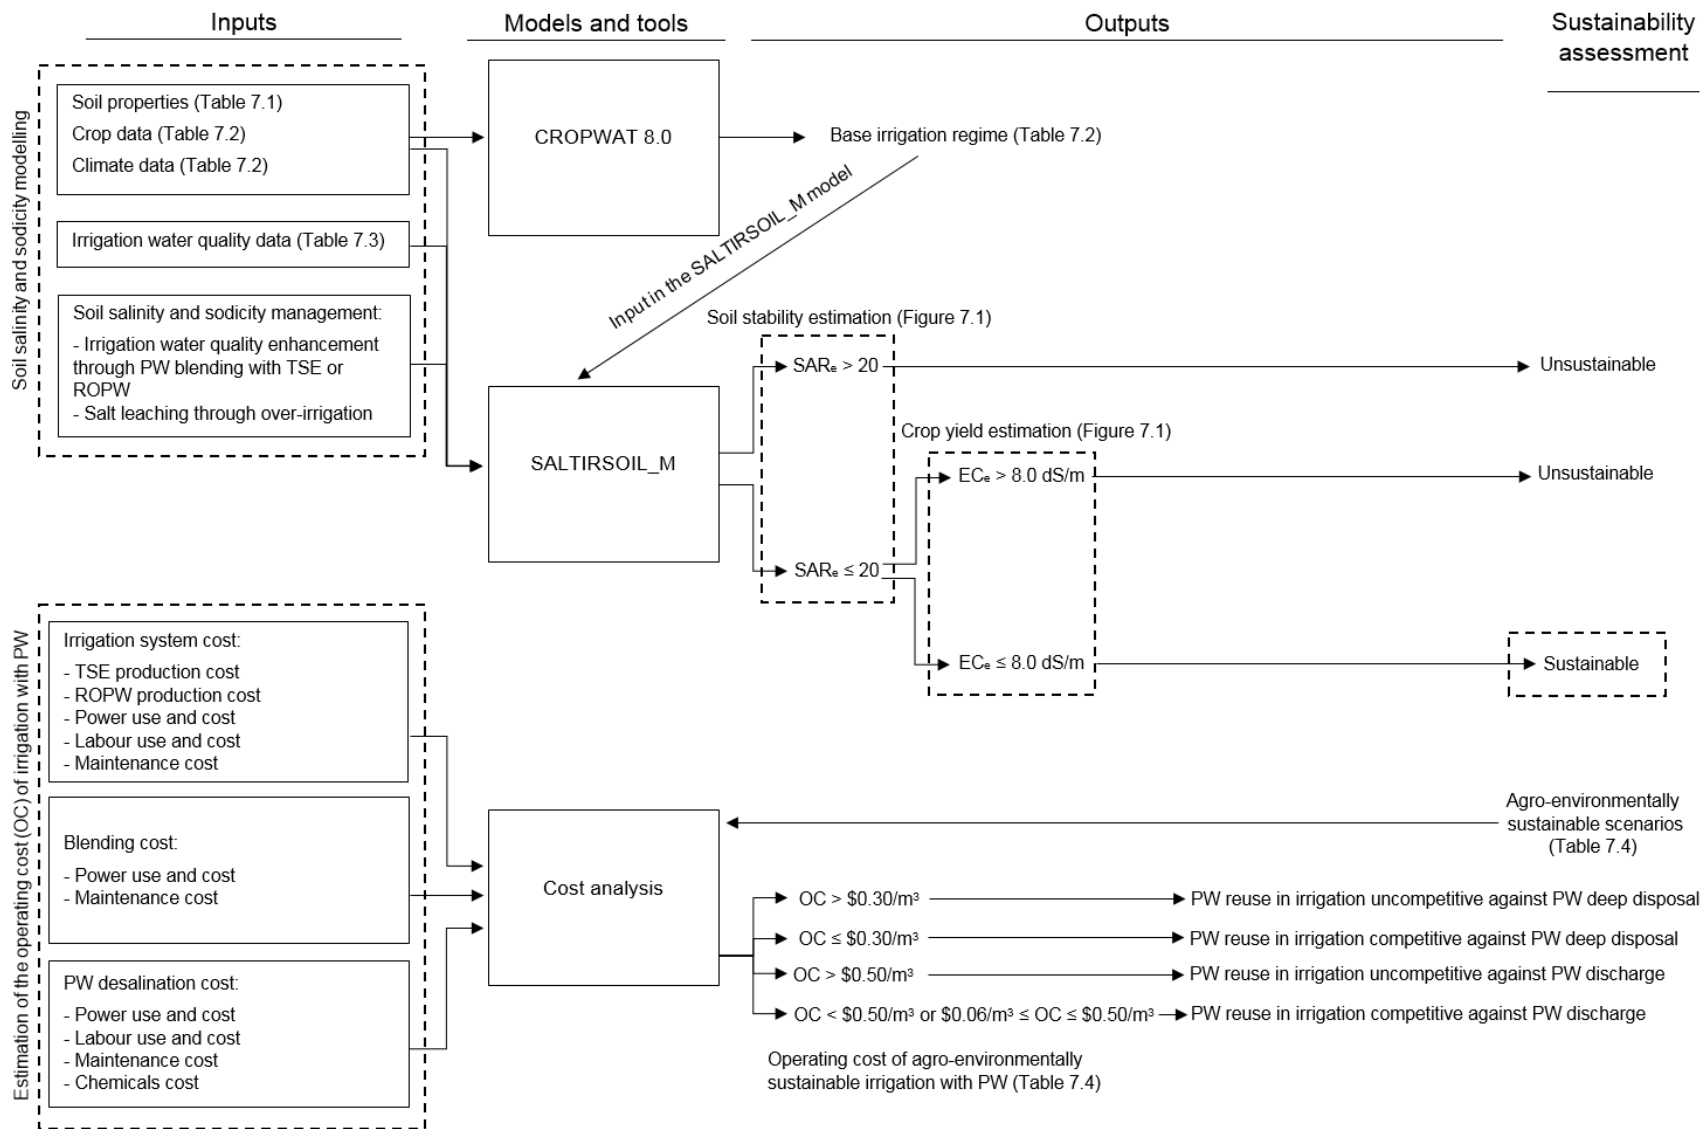 Inputs
Models and tools
Outputs
Sustainability
assessment
Soil salinity and sodicity modelling
Soil properties (Table 7.1)
Crop data (Table 7.2)
Climate data (Table 7.2)
Irrigation water quality data (Table 7.3)
Soil salinity and sodicity management:
- Irrigation water quality enhancement
through PW blending with TSE or
ROPW
- Salt leaching through over-irrigation
CROPWAT 8.0
Base irrigation regime (Table 7.2)
Input in the SALTIRSOIL_M model
SALTIRSOIL_M
Soil stability estimation (Figure 7.1)
SARₑ > 20
Unsustainable
Crop yield estimation (Figure 7.1)
ECₑ > 8.0 dS/m
Unsustainable
SARₑ ≤ 20
ECₑ ≤ 8.0 dS/m
Sustainable
Estimation of the operating cost (OC) of irrigation with PW
Irrigation system cost:
- TSE production cost
- ROPW production cost
- Power use and cost
- Labour use and cost
- Maintenance cost
Blending cost:
- Power use and cost
- Maintenance cost
PW desalination cost:
- Power use and cost
- Labour use and cost
- Maintenance cost
- Chemicals cost
Cost analysis
Agro-environmentally
sustainable scenarios
(Table 7.4)
OC > $0.30/m³
PW reuse in irrigation uncompetitive against PW deep disposal
OC ≤ $0.30/m³
PW reuse in irrigation competitive against PW deep disposal
OC > $0.50/m³
PW reuse in irrigation uncompetitive against PW discharge
OC < $0.50/m³ or $0.06/m³ ≤ OC ≤ $0.50/m³
PW reuse in irrigation competitive against PW discharge
Operating cost of agro-environmentally
sustainable irrigation with PW (Table 7.4)